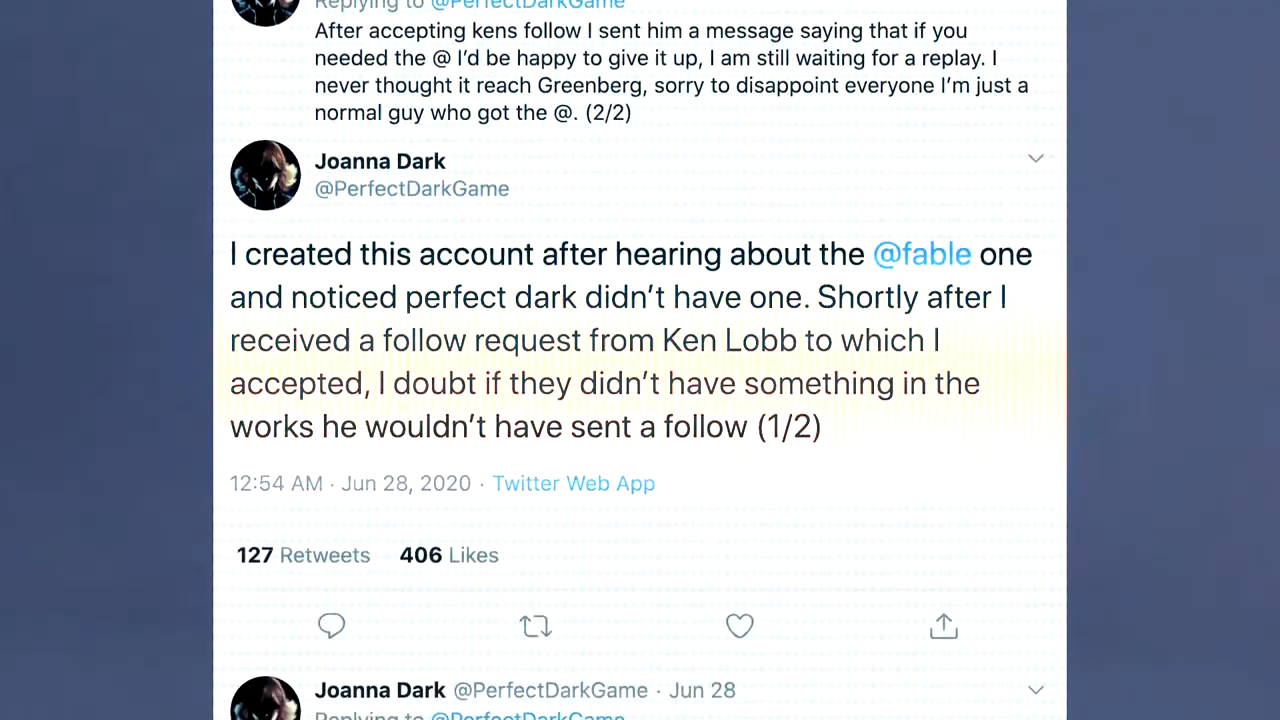 Replying to @PerfectDarkGame
After accepting kens follow I sent him a message saying that if you
needed the @ I'd be happy to give it up, I am still waiting for a replay. I
never thought it reach Greenberg, sorry to disappoint everyone I'm just a
normal guy who got the @. (2/2)
Joanna Dark
@PerfectDarkGame
I created this account after hearing about the @fable one
and noticed perfect dark didn't have one. Shortly after I
received a follow request from Ken Lobb to which I
accepted, I doubt if they didn't have something in the
works he wouldn't have sent a follow (1/2)
12:54 AM · Jun 28, 2020 · Twitter Web App
127 Retweets 406 Likes
Joanna Dark @PerfectDarkGame · Jun 28
Replying to @PerfectDarkGame